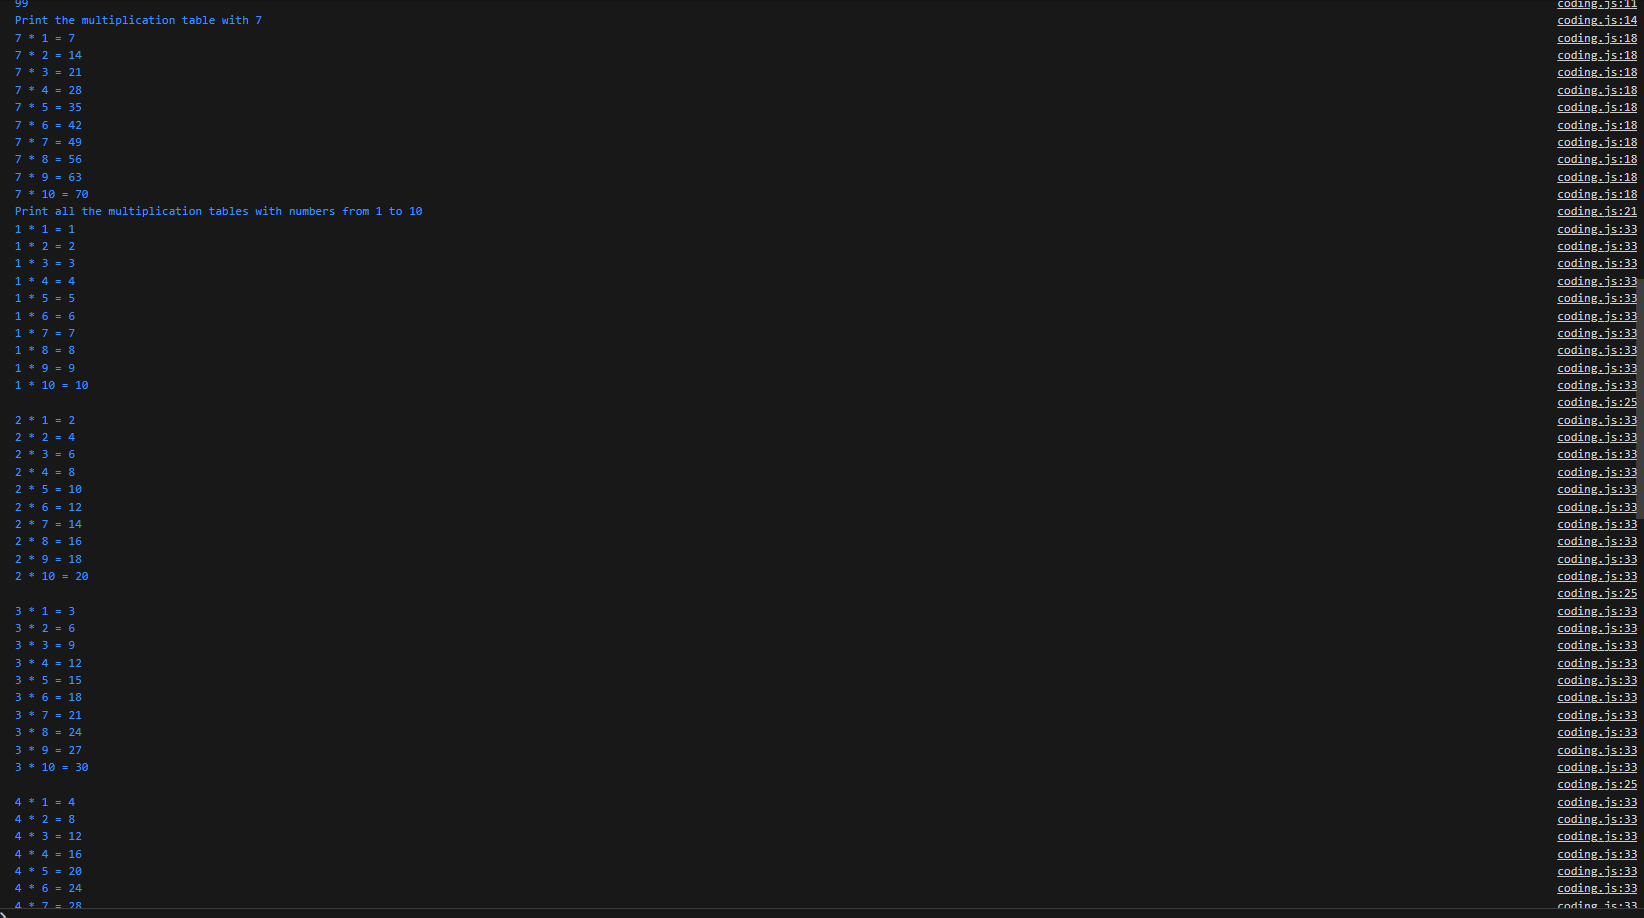 99 coding.js:11
Print the multiplication table with 7 coding.js:14
7 * 1 = 7 coding.js:18
7 * 2 = 14 coding.js:18
7 * 3 = 21 coding.js:18
7 * 4 = 28 coding.js:18
7 * 5 = 35 coding.js:18
7 * 6 = 42 coding.js:18
7 * 7 = 49 coding.js:18
7 * 8 = 56 coding.js:18
7 * 9 = 63 coding.js:18
7 * 10 = 70 coding.js:18
Print all the multiplication tables with numbers from 1 to 10 coding.js:21
1 * 1 = 1 coding.js:33
1 * 2 = 2 coding.js:33
1 * 3 = 3 coding.js:33
1 * 4 = 4 coding.js:33
1 * 5 = 5 coding.js:33
1 * 6 = 6 coding.js:33
1 * 7 = 7 coding.js:33
1 * 8 = 8 coding.js:33
1 * 9 = 9 coding.js:33
1 * 10 = 10 coding.js:33
coding.js:25
2 * 1 = 2 coding.js:33
2 * 2 = 4 coding.js:33
2 * 3 = 6 coding.js:33
2 * 4 = 8 coding.js:33
2 * 5 = 10 coding.js:33
2 * 6 = 12 coding.js:33
2 * 7 = 14 coding.js:33
2 * 8 = 16 coding.js:33
2 * 9 = 18 coding.js:33
2 * 10 = 20 coding.js:33
coding.js:25
3 * 1 = 3 coding.js:33
3 * 2 = 6 coding.js:33
3 * 3 = 9 coding.js:33
3 * 4 = 12 coding.js:33
3 * 5 = 15 coding.js:33
3 * 6 = 18 coding.js:33
3 * 7 = 21 coding.js:33
3 * 8 = 24 coding.js:33
3 * 9 = 27 coding.js:33
3 * 10 = 30 coding.js:33
coding.js:25
4 * 1 = 4 coding.js:33
4 * 2 = 8 coding.js:33
4 * 3 = 12 coding.js:33
4 * 4 = 16 coding.js:33
4 * 5 = 20 coding.js:33
4 * 6 = 24 coding.js:33
4 * 7 = 28 coding.js:33